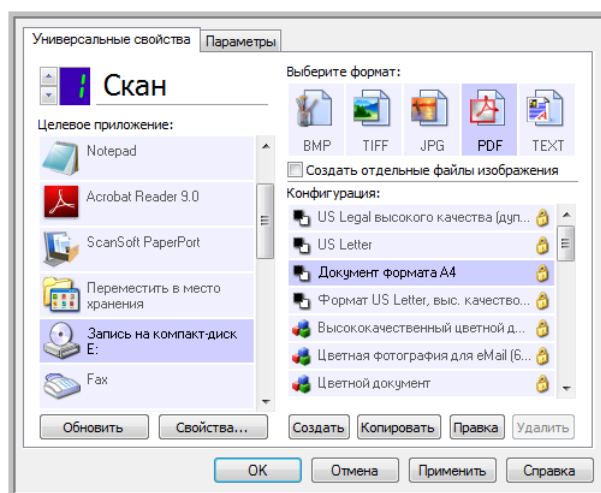 Универсальные свойства
Параметры
1
Скан
Целевое приложение:
Notepad
Acrobat Reader 9.0
ScanSoft PaperPort
Переместить в место
хранения
Запись на компакт-диск
E:
Fax
Обновить
Свойства...
Выберите формат:
BMP
TIFF
JPG
PDF
TEXT
Создать отдельные файлы изображения
Конфигурация:
US Legal высокого качества (дуп...
US Letter
Документ формата A4
Формат US Letter, выс. качество...
Высококачественный цветной д...
Цветная фотография для eMail (6...
Цветной документ
Создать
Копировать
Правка
Удалить
OK
Отмена
Применить
Справка